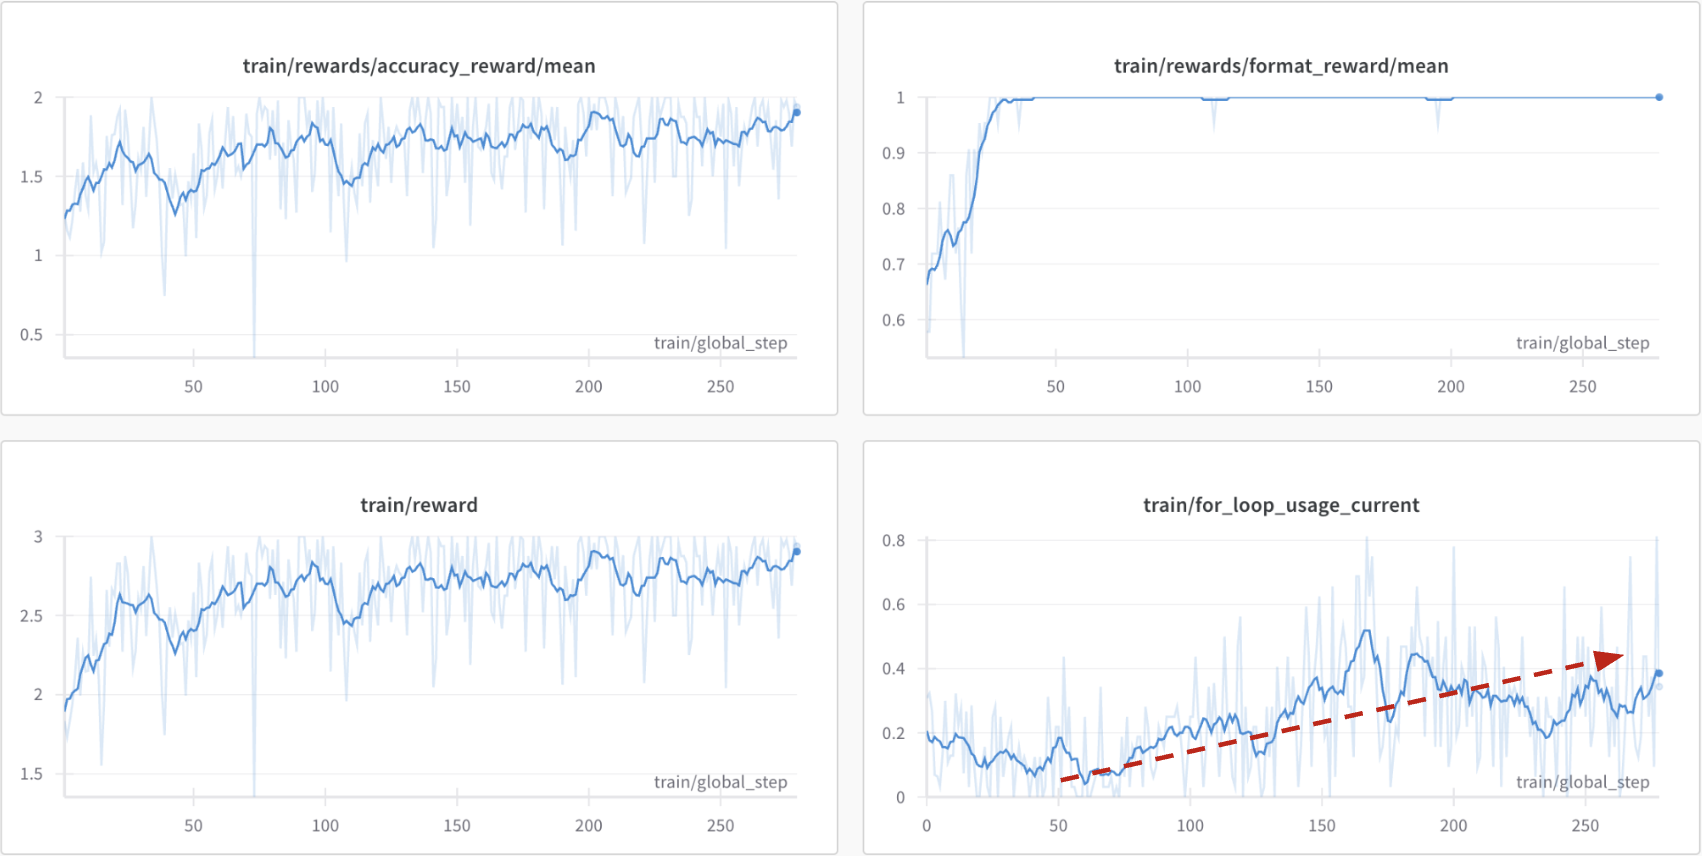 train/rewards/accuracy_reward/mean
2
1.5
1
0.5
train/global_step
50 100 150 200 250
train/rewards/format_reward/mean
1
0.9
0.8
0.7
0.6
train/global_step
50 100 150 200 250
train/reward
3
2.5
2
1.5
train/global_step
50 100 150 200 250
train/for_loop_usage_current
0.8
0.6
0.4
0.2
0
train/global_step
0 50 100 150 200 250